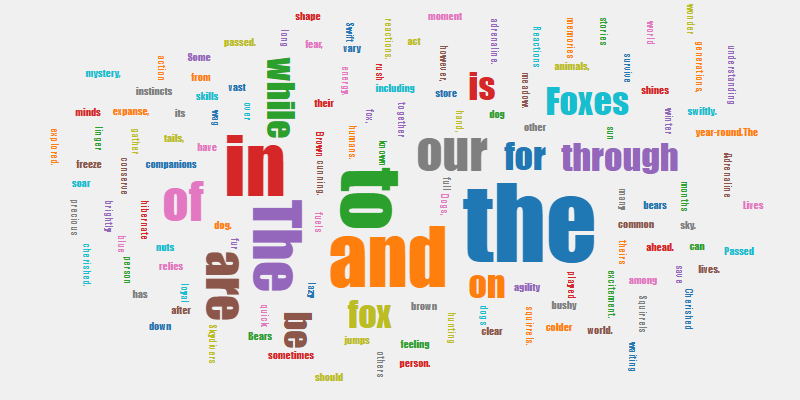 shape
moment
wonder
passed.
long
fear,
swift
vary
reactions.
act
however,
adrenaline.
Reactions
memories
stories
world
generations,
understanding
Some
action
mystery,
from
instincts
skills
vast
over
energy
rush
including
store
is
meadow.
animals,
Foxes
survive
shines
swiftly.
minds
expanse,
its
wag
while
their
fox,
together
hand,
dog
other
sun
winter
year-round.The
explored.
linger
gather
tails,
have
in
Brown
cunning.
humans.
known
our
for
through
Adrenaline
freeze
conserve
companions
soar
of
to
full
Dogs,
the
many
bears
months
Lives
precious
brightly
hibernate
dog.
The
fuels
and
common
sky.
cherished.
blue
person
nuts
relies
fur
are
theirs
ahead.
can
Passed
save
lives.
has
loyal
after
down
Skydivers
quick
lazy
be
Bears
sometimes
should
fox
jumps
others
brown
feeling
person.
hunting
on
dogs
clear
agility
squirrels.
played
bushy
colder
excitement.
world.
among
Squirrels
waiting
Cherished